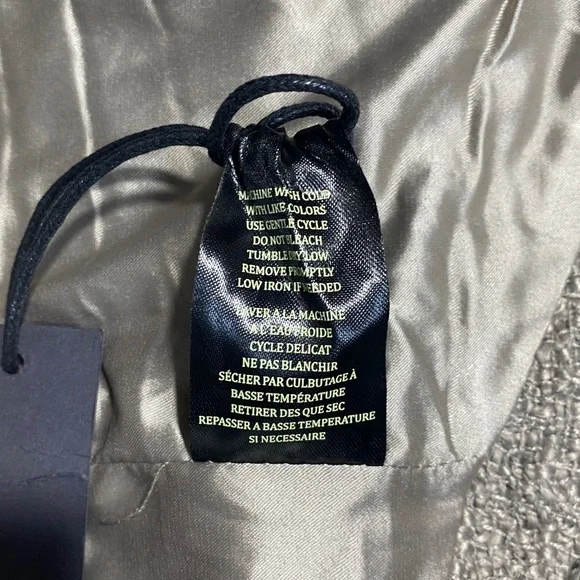 MACHINE WASH COLD
WITH LIKE COLORS
USE GENTLE CYCLE
DO NOT BLEACH
TUMBLE DRY LOW
REMOVE PROMPTLY
LOW IRON IF NEEDED
LAVER A LA MACHINE
A L'EAU FROIDE
CYCLE DELICAT
NE PAS BLANCHIR
SÉCHER PAR CULBUTAGE À
BASSE TEMPÉRATURE
RETIRER DES QUE SEC
REPASSER A BASSE TEMPERATURE
SI NECESSAIRE